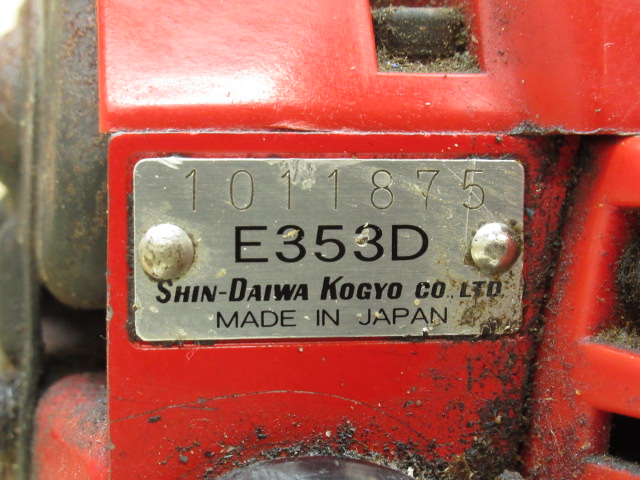 1011875
E353D
SHIN-DAIWA KOGYO CO., LTD.
MADE IN JAPAN